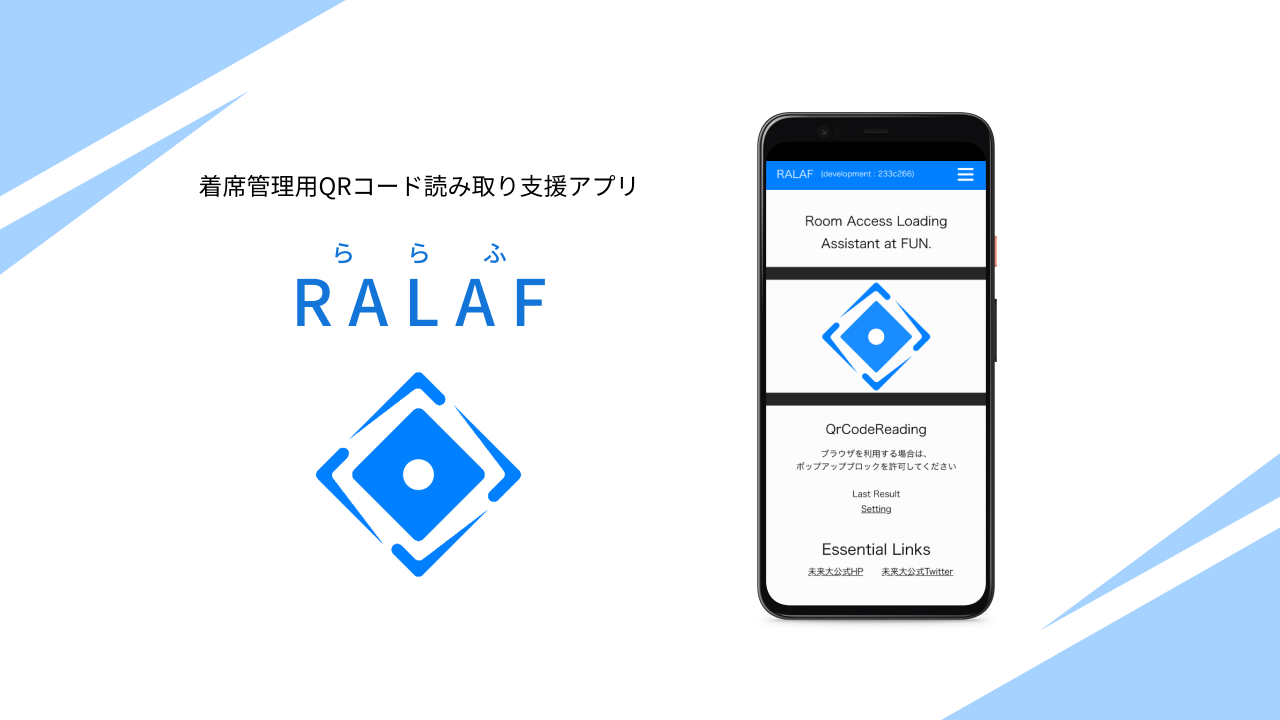 着席管理用QRコード読み取り支援アプリ
ら ら ふ
RALAF
RALAF (development : 233c266)
Room Access Loading
Assistant at FUN.
QrCodeReading
ブラウザを利用する場合は、
ポップアップブロックを許可してください
Last Result
Setting
Essential Links
未来大公式HP 未来大公式Twitter